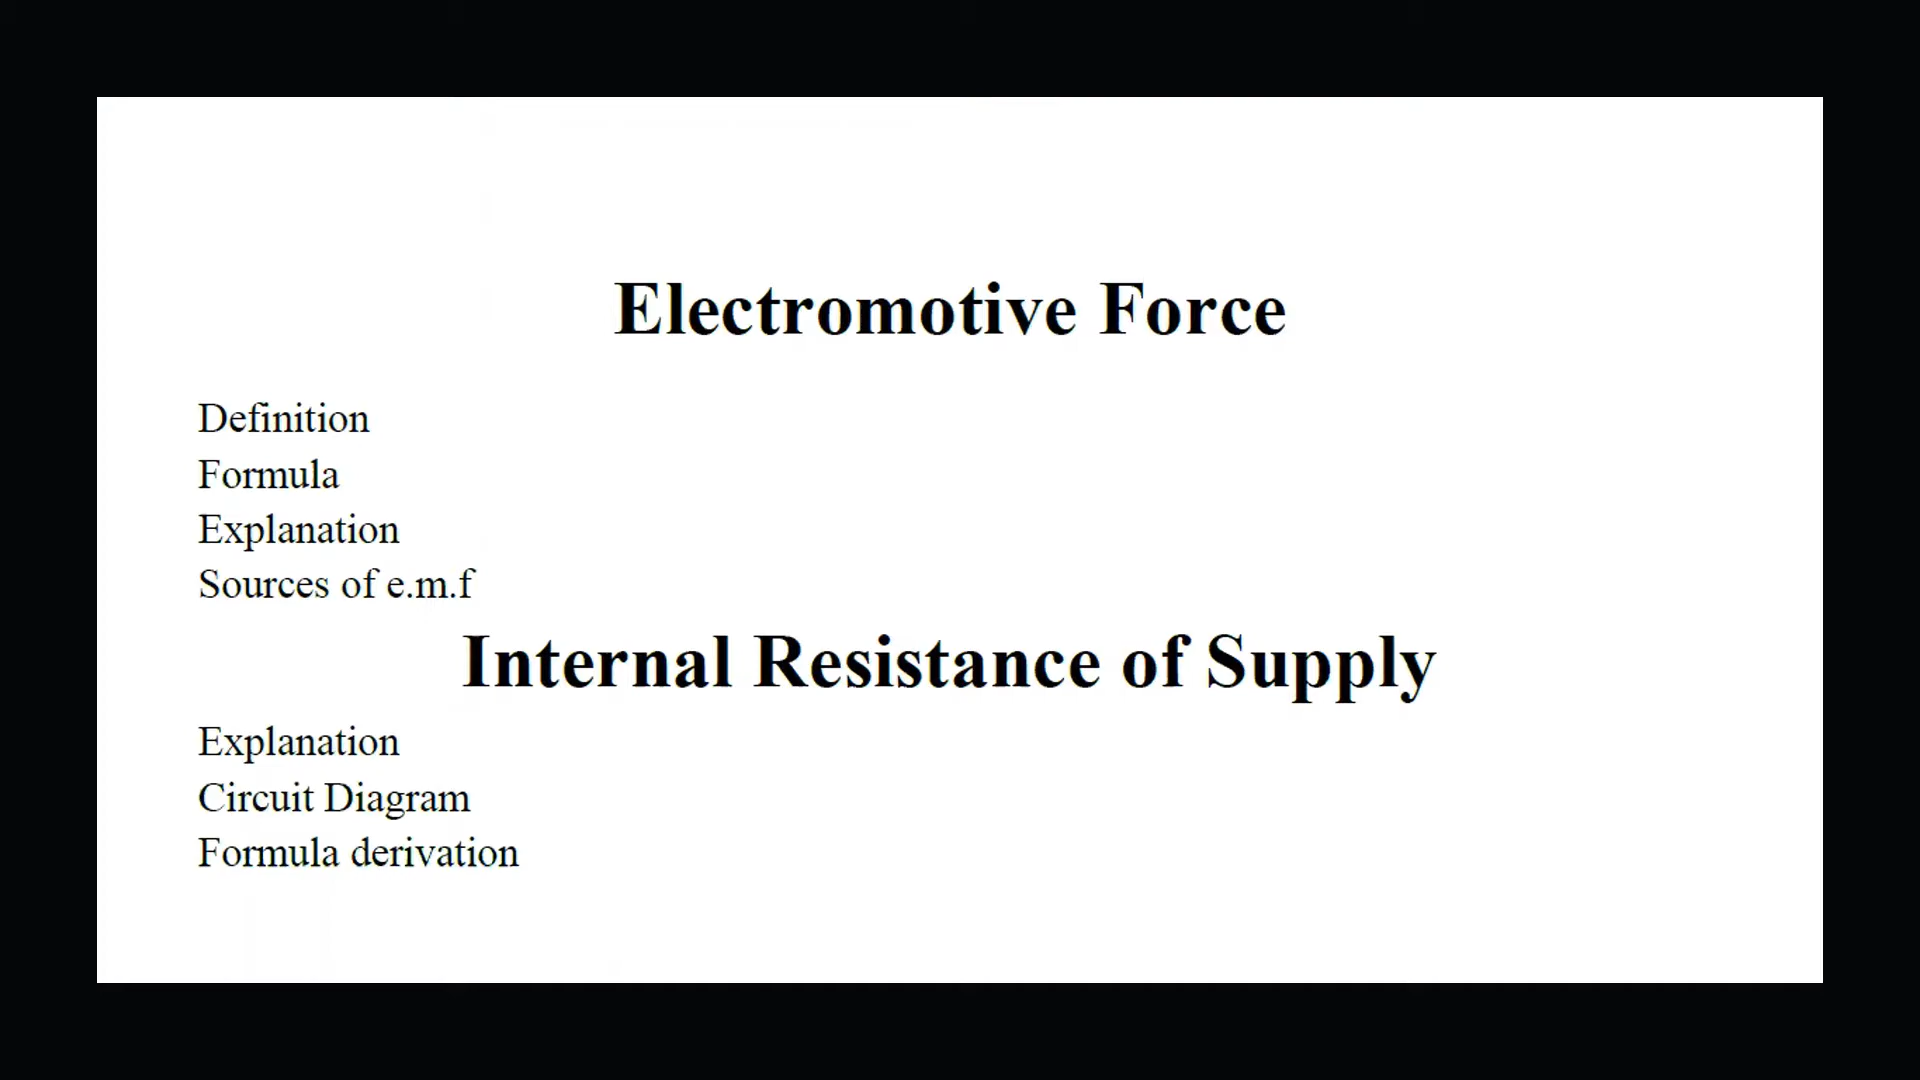 Electromotive Force
Definition
Formula
Explanation
Sources of e.m.f
Internal Resistance of Supply
Explanation
Circuit Diagram
Formula derivation